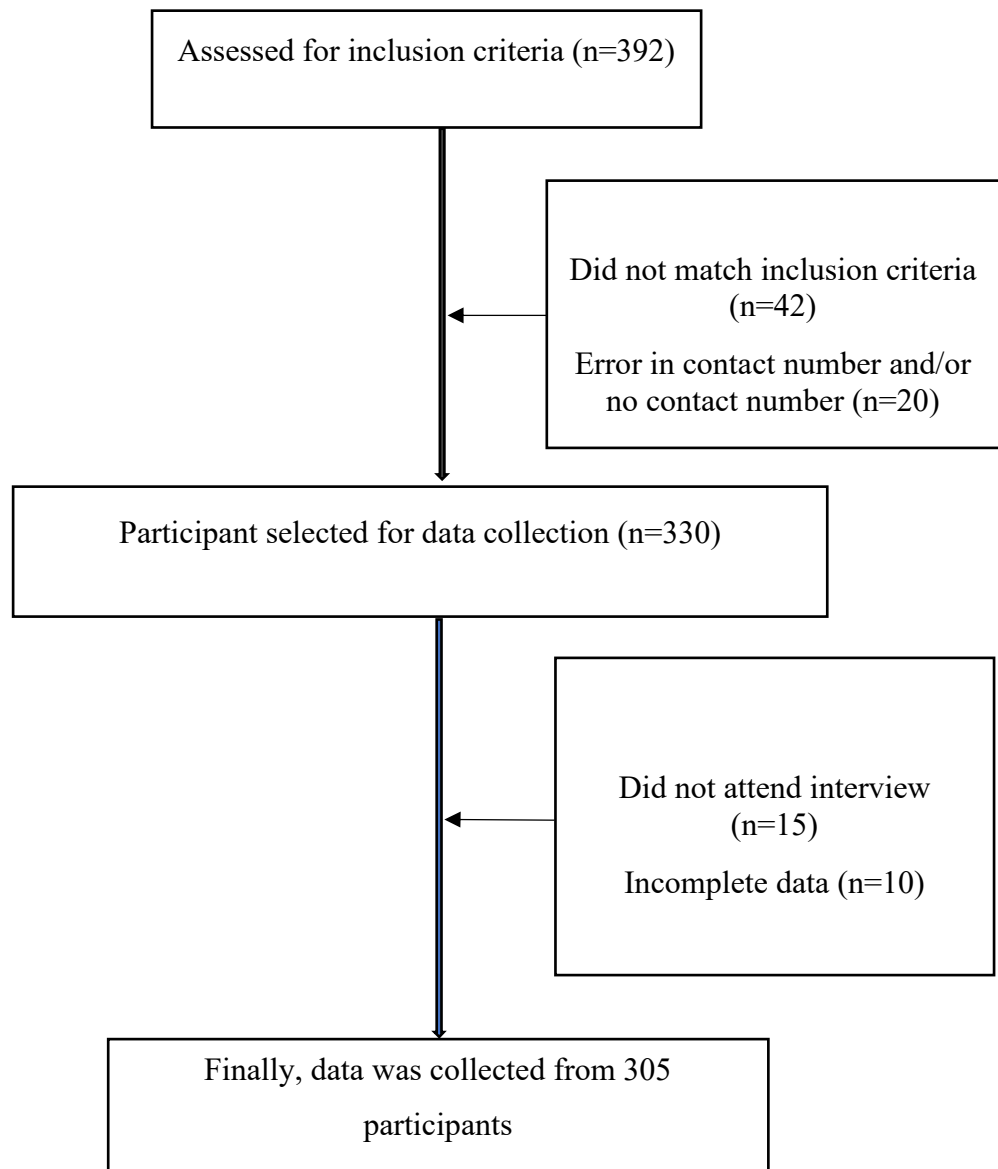 Assessed for inclusion criteria (n=392)
Did not match inclusion criteria
(n=42)
Error in contact number and/or
no contact number (n=20)
Participant selected for data collection (n=330)
Did not attend interview
(n=15)
Incomplete data (n=10)
Finally, data was collected from 305
participants